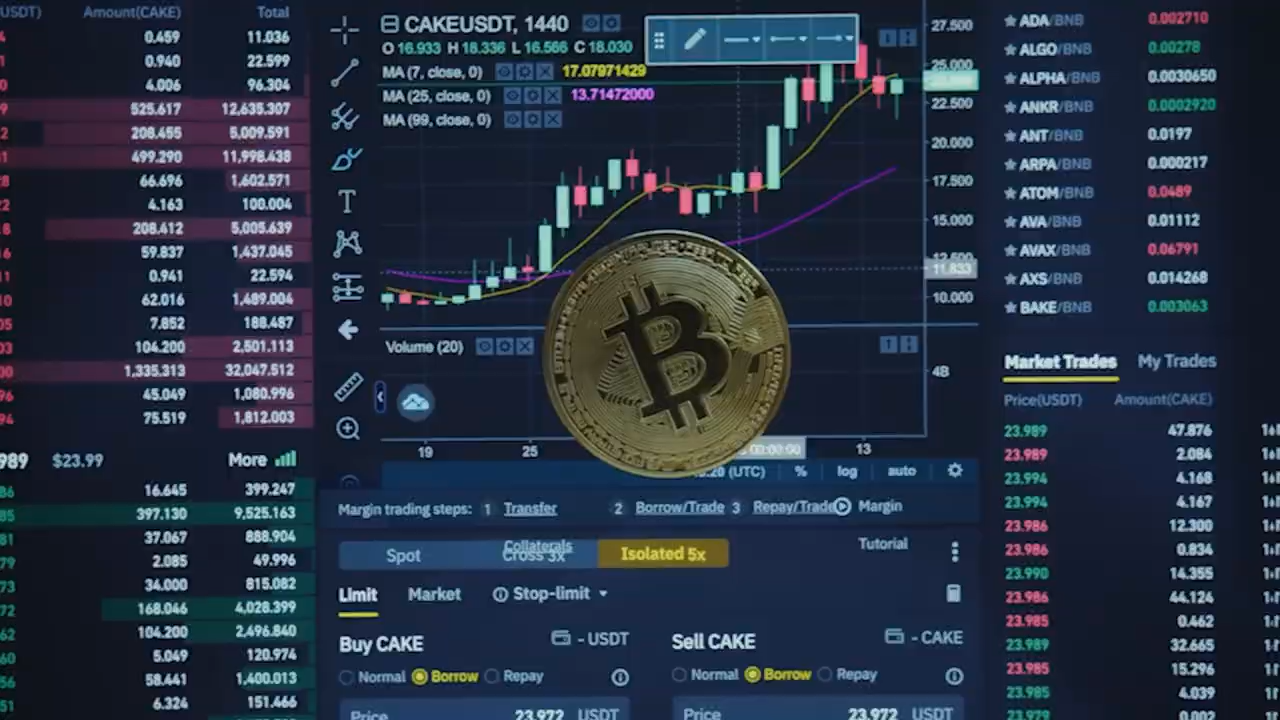 USDT) Amount(CAKE) Total
0.459 11.036
0.940 22.599
4.006 96.304
525.617 12,635.307
208.455 5,009.591
499.290 11,998.438
66.696 1,602.571
4.163 100.004
208.412 5,005.639
59.837 1,437.045
0.941 22.594
62.016 1,489.004
7.852 188.487
104.200 2,501.113
1,335.313 32,047.512
45.049 1,080.996
75.519 1,812.003
989 $23.99 More
16.645 399.247
397.130 9,525.163
37.067 888.904
2.085 49.996
34.000 815.082
168.046 4,028.399
104.200 2,496.840
5.049 120.974
58.441 1,400.013
6.324 151.466
CAKEUSDT, 1440
O 16.933 H 18.336 L 16.566 C 18.030
MA (7, close, 0) 17.07971429
MA (25, close, 0) 13.71472000
MA (99, close, 0)
27.500
25.000
22.500
20.000
17.500
15.000
12.500
11.833
10.000
Volume (20)
4B
19 25 13
(UTC) % log auto
Margin trading steps: 1 Transfer 2 Borrow/Trade 3 Repay/Trade Margin
Collaterals Tutorial
Spot Cross 3x Isolated 5x
Limit Market Stop-limit
Buy CAKE - USDT Sell CAKE - CAKE
Normal Borrow Repay Normal Borrow Repay
Price 23.972 USDT Price 23.972 USDT
ADA/BNB 0.002710
ALGO/BNB 0.00278
ALPHA/BNB 0.0030650
ANKR/BNB 0.0002920
ANT/BNB 0.0197
ARPA/BNB 0.000217
ATOM/BNB 0.0489
AVA/BNB 0.01112
AVAX/BNB 0.06791
AXS/BNB 0.014268
BAKE/BNB 0.003063
Market Trades My Trades
Price(USDT) Amount(CAKE)
23.989 47.876
23.989 2.084
23.994 4.168
23.994 4.167
23.986 12.300
23.986 0.834
23.990 14.355
23.986 44.124
23.985 0.462
23.989 32.665
23.985 15.296
23.985 4.039
23.979 0.002